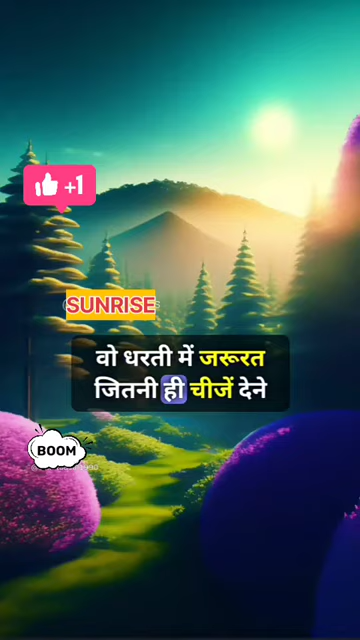 +1
SUNRISE
वो धरती में जरूरत
जितनी ही चीजें देने
BOOM